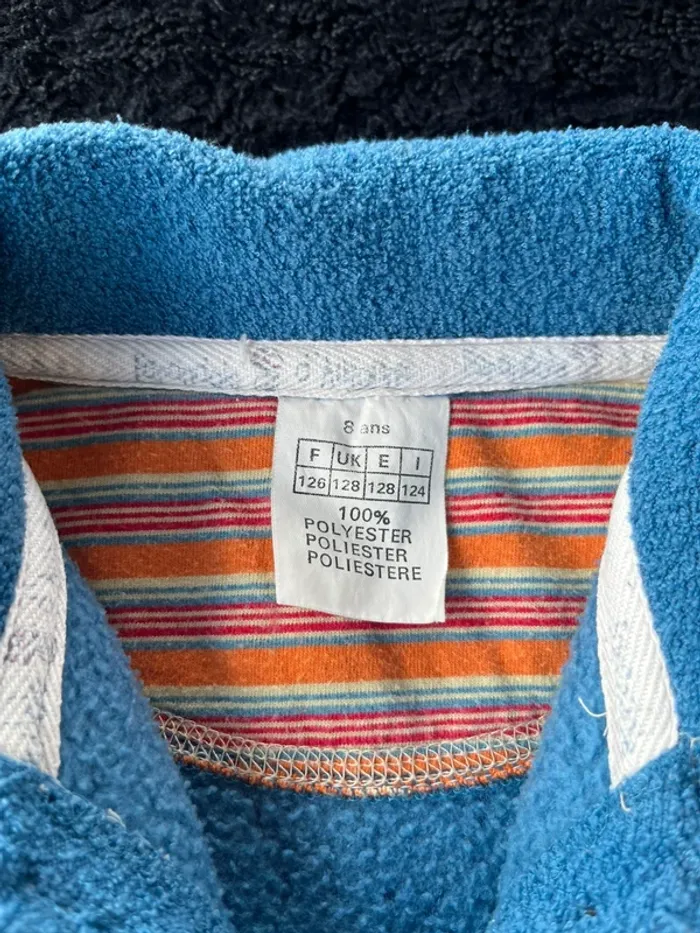 8 ans
F UK E I
126 128 128 124
100%
POLYESTER
POLIESTER
POLIESTERE